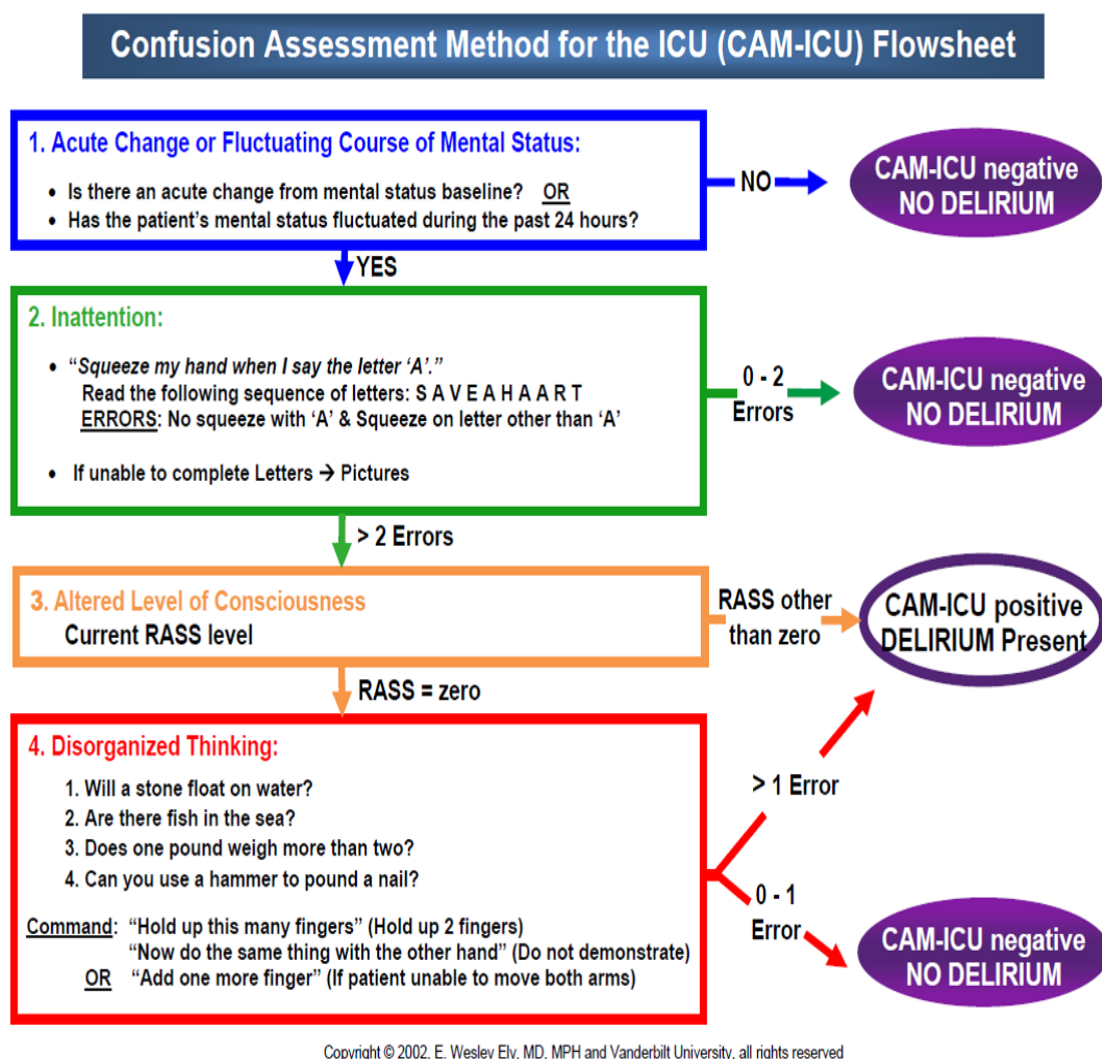 Confusion Assessment Method for the ICU (CAM-ICU) Flowsheet
1. Acute Change or Fluctuating Course of Mental Status:
• Is there an acute change from mental status baseline? OR
• Has the patient's mental status fluctuated during the past 24 hours?
NO
CAM-ICU negative
NO DELIRIUM
YES
2. Inattention:
• “Squeeze my hand when I say the letter ‘A’.”
Read the following sequence of letters: S A V E A H A A R T
ERRORS: No squeeze with ‘A’ & Squeeze on letter other than ‘A’
• If unable to complete Letters → Pictures
0 - 2
Errors
CAM-ICU negative
NO DELIRIUM
> 2 Errors
3. Altered Level of Consciousness
Current RASS level
RASS other
than zero
CAM-ICU positive
DELIRIUM Present
RASS = zero
4. Disorganized Thinking:
1. Will a stone float on water?
2. Are there fish in the sea?
3. Does one pound weigh more than two?
4. Can you use a hammer to pound a nail?
Command: “Hold up this many fingers” (Hold up 2 fingers)
“Now do the same thing with the other hand” (Do not demonstrate)
OR “Add one more finger” (If patient unable to move both arms)
> 1 Error
0 - 1
Error
CAM-ICU negative
NO DELIRIUM
Copyright © 2002, E. Wesley Ely, MD, MPH and Vanderbilt University, all rights reserved